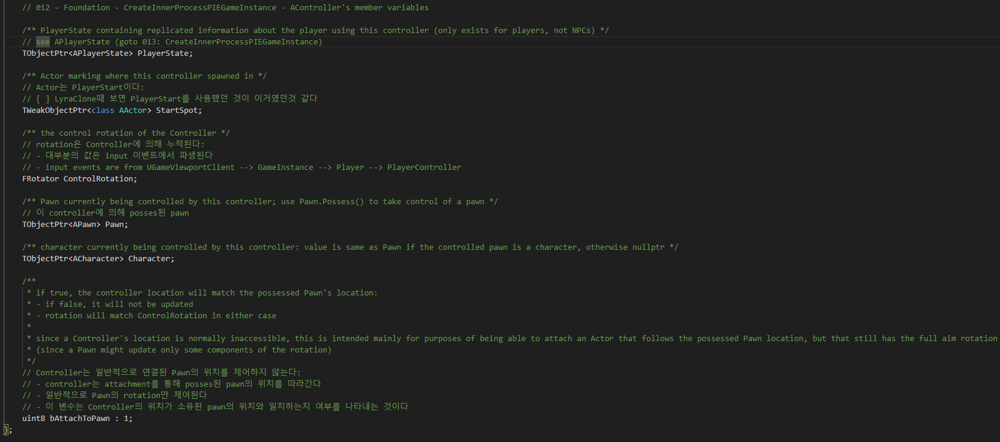 // 012 - Foundation - CreateInnerProcessPIEGameInstance - AController's member variables
/** PlayerState containing replicated information about the player using this controller (only exists for players, not NPCs) */
// see APlayerState (goto 013: CreateInnerProcessPIEGameInstance)
TObjectPtr<APlayerState> PlayerState;
/** Actor marking where this controller spawned in */
// Actor는 PlayerStart이다:
// [ ] LyraClone때 보면 PlayerStart를 사용했던 것이 이거였던것 같다
TWeakObjectPtr<class AActor> StartSpot;
/** the control rotation of the Controller */
// rotation은 Controller에 의해 누적된다:
// - 대부분의 값은 input 이벤트에서 파생된다
// - input events are from UGameViewportClient --> GameInstance --> Player --> PlayerController
FRotator ControlRotation;
/** Pawn currently being controlled by this controller; use Pawn.Possess() to take control of a pawn */
// 이 controller에 의해 posses된 pawn
TObjectPtr<APawn> Pawn;
/** character currently being controlled by this controller: value is same as Pawn if the controlled pawn is a character, otherwise nullptr */
TObjectPtr<ACharacter> Character;
/**
* if true, the controller location will match the possessed Pawn's location:
* - if false, it will not be updated
* - rotation will match ControlRotation in either case
*
* since a Controller's location is normally inaccessible, this is intended mainly for purposes of being able to attach an Actor that follows the possessed Pawn location, but that still has the full aim rotation
* (since a Pawn might update only some components of the rotation)
*/
// Controller는 일반적으로 연결된 Pawn의 위치를 제어하지 않는다:
// - controller는 attachment를 통해 posses된 pawn의 위치를 따라간다
// - 일반적으로 Pawn의 rotation만 제어된다
// - 이 변수는 Controller의 위치가 소유된 pawn의 위치와 일치하는지 여부를 나타내는 것이다
uint8 bAttachToPawn : 1;
};